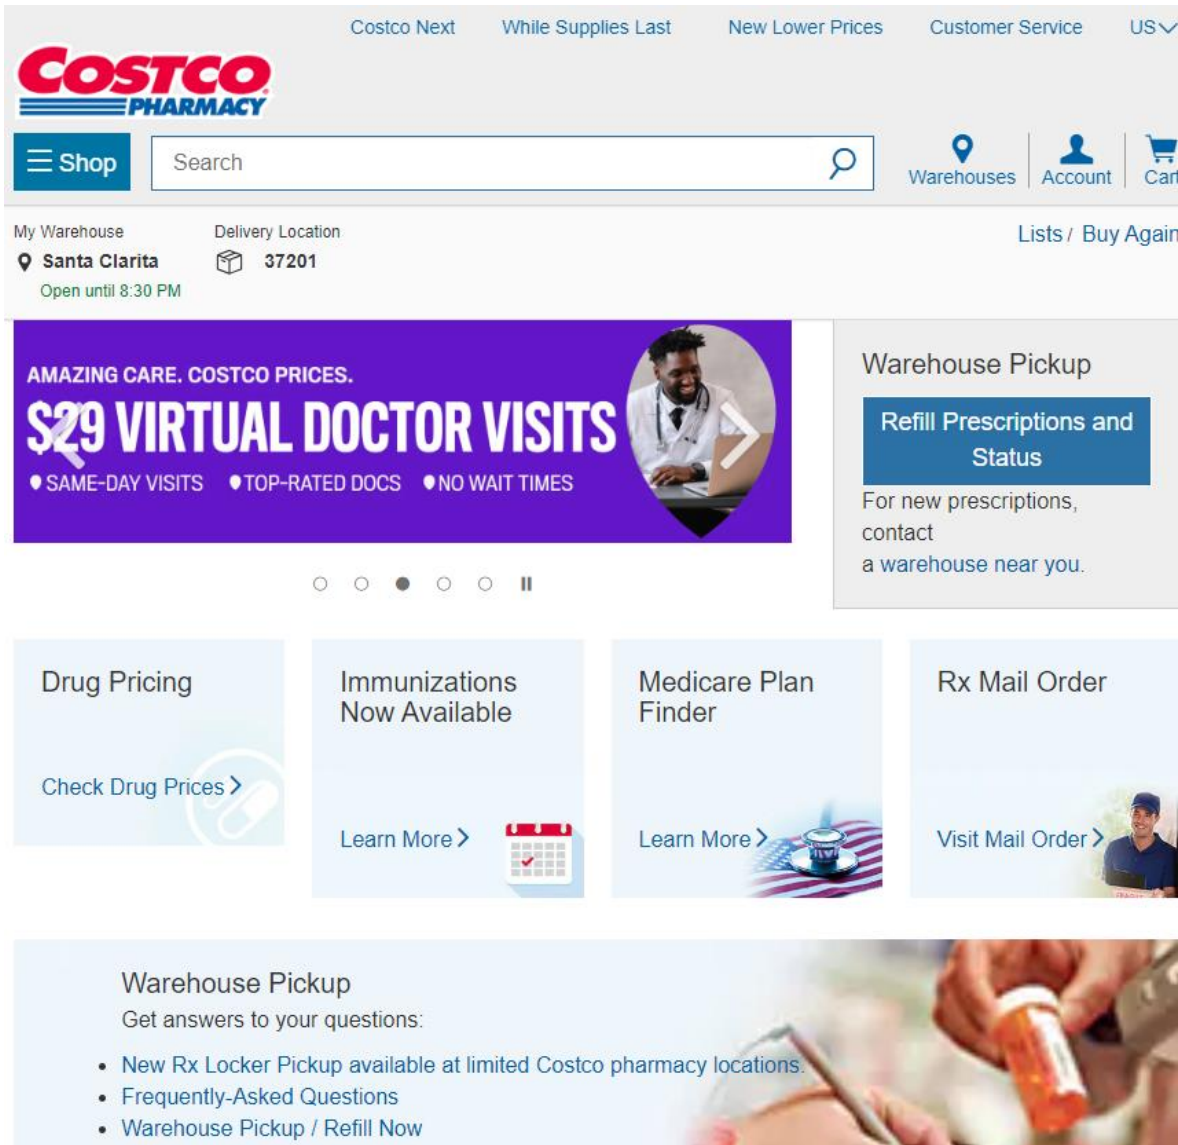 Costco Next While Supplies Last New Lower Prices Customer Service US
COSTCO
PHARMACY
Shop Search Warehouses Account Cart
My Warehouse Delivery Location
Santa Clarita 37201
Open until 8:30 PM
Lists / Buy Again
AMAZING CARE. COSTCO PRICES.
$29 VIRTUAL DOCTOR VISITS
SAME-DAY VISITS TOP-RATED DOCS NO WAIT TIMES
Warehouse Pickup
Refill Prescriptions and
Status
For new prescriptions,
contact
a warehouse near you.
Drug Pricing
Check Drug Prices
Immunizations
Now Available
Learn More
Medicare Plan
Finder
Learn More
Rx Mail Order
Visit Mail Order
Warehouse Pickup
Get answers to your questions:
• New Rx Locker Pickup available at limited Costco pharmacy locations.
• Frequently-Asked Questions
• Warehouse Pickup / Refill Now